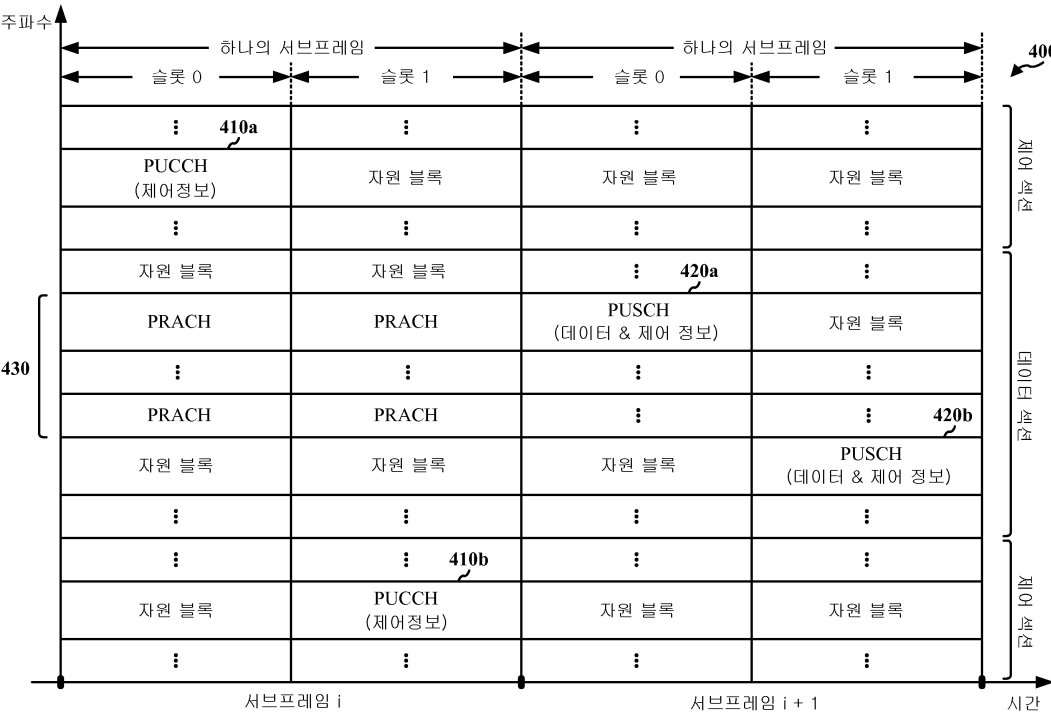 주파수
하나의 서브프레임
하나의 서브프레임
400
슬롯 0
슬롯 1
슬롯 0
슬롯 1
410a
PUCCH
(제어정보)
자원 블록
자원 블록
자원 블록
제어 섹션
자원 블록
자원 블록
420a
PRACH
PRACH
PUSCH
(데이터 & 제어 정보)
자원 블록
430
데이터 섹션
PRACH
PRACH
420b
자원 블록
자원 블록
자원 블록
PUSCH
(데이터 & 제어 정보)
410b
자원 블록
PUCCH
(제어정보)
자원 블록
자원 블록
제어 섹션
서브프레임 i
서브프레임 i + 1
시간